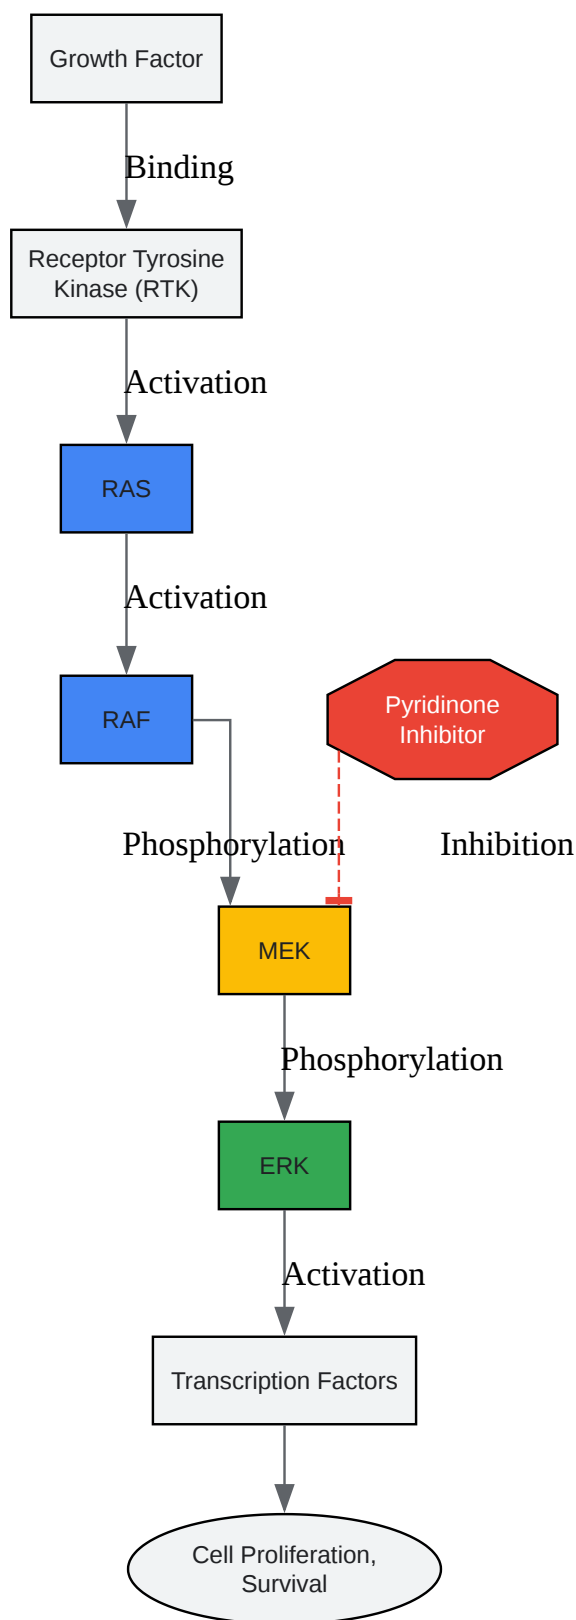 Growth Factor
Binding
Receptor Tyrosine
Kinase (RTK)
Activation
RAS
Activation
RAF
Pyridinone
Inhibitor
Phosphorylation
Inhibition
MEK
Phosphorylation
ERK
Activation
Transcription Factors
Cell Proliferation,
Survival